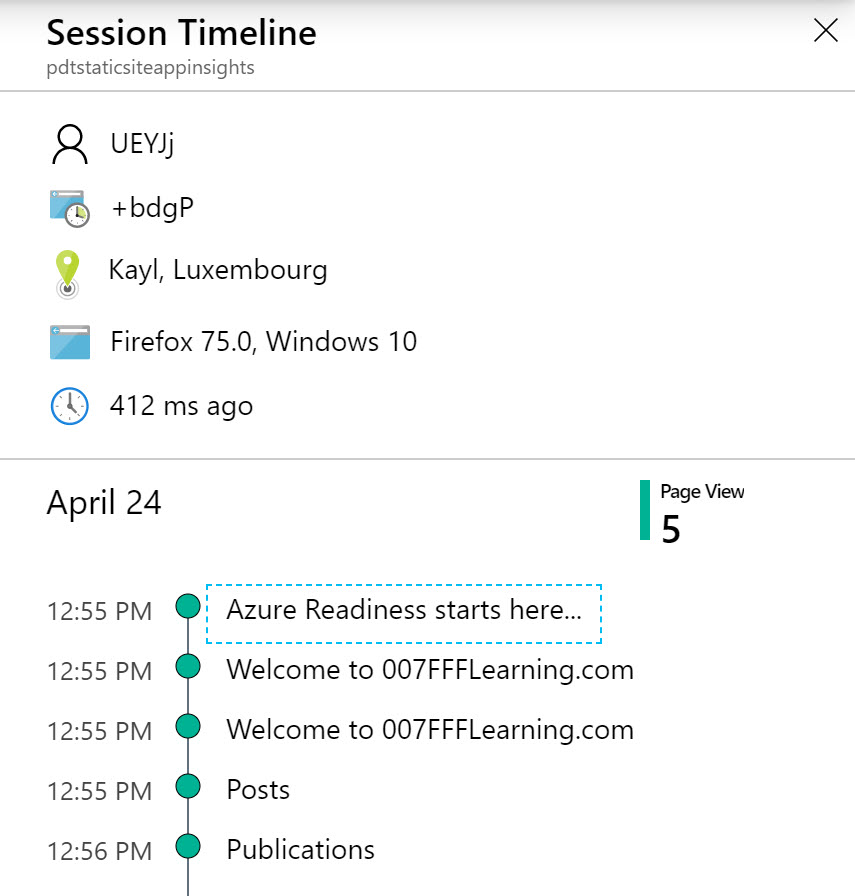 Session Timeline
pdtstaticsiteappinsights
UEYJj
+bdgP
Kayl, Luxembourg
Firefox 75.0, Windows 10
412 ms ago
April 24
Page View
5
12:55 PM Azure Readiness starts here...
12:55 PM Welcome to 007FFFLearning.com
12:55 PM Welcome to 007FFFLearning.com
12:55 PM Posts
12:56 PM Publications